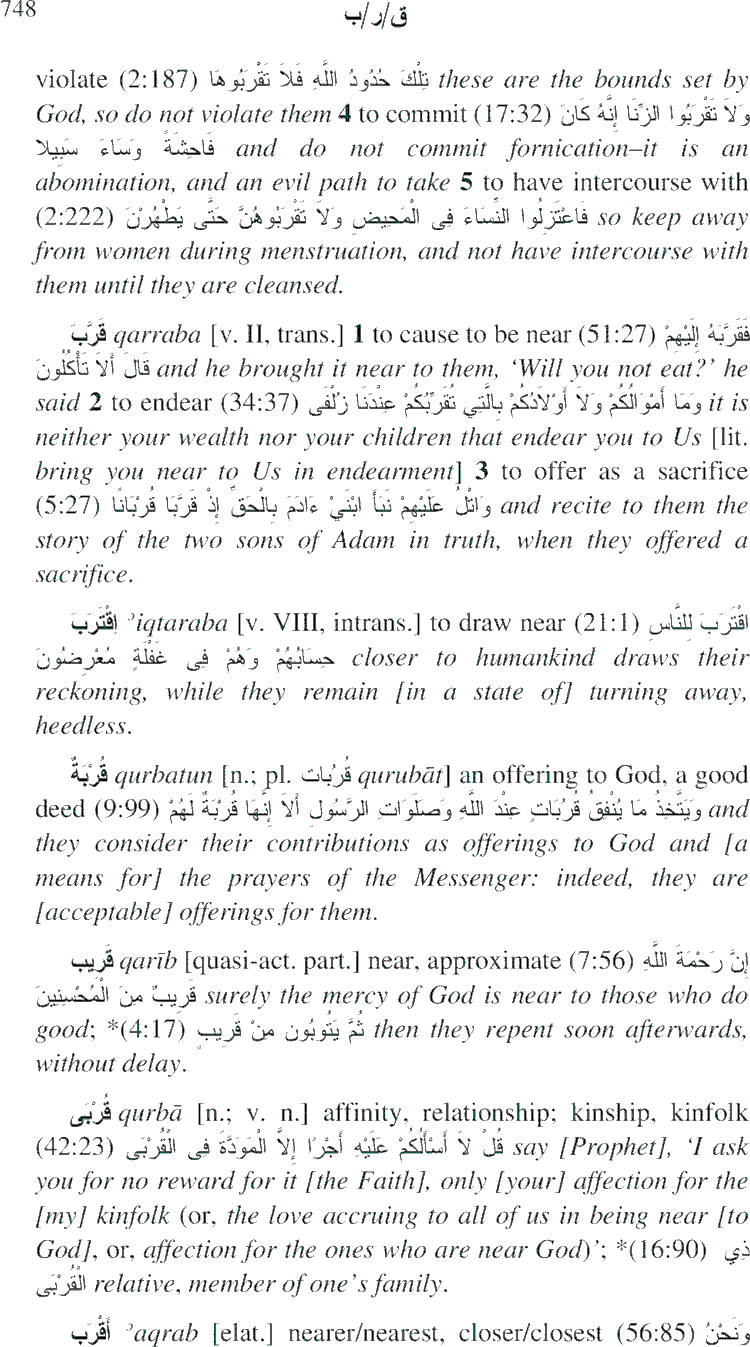 748
ق/ر/ب
violate (2:187) تِلْكَ حُدُودُ اللَّهِ فَلاَ تَقْرَبُوهَا these are the bounds set by
God, so do not violate them 4 to commit (17:32) وَلاَ تَقْرَبُوا الزِّنَا إِنَّهُ كَانَ
فَاحِشَةً وَسَاءَ سَبِيلا and do not commit fornication–it is an
abomination, and an evil path to take 5 to have intercourse with
(2:222) فَاعْتَزِلُوا النِّسَاءَ فِى الْمَحِيضِ وَلاَ تَقْرَبُوهُنَّ حَتَّى يَطْهُرْنَ so keep away
from women during menstruation, and not have intercourse with
them until they are cleansed.
قَرَّبَ qarraba [v. II, trans.] 1 to cause to be near (51:27) فَقَرَّبَهُ إِلَيْهِمْ
قَالَ أَلاَ تَأْكُلُونَ and he brought it near to them, ‘Will you not eat?’ he
said 2 to endear (34:37) وَمَا أَمْوَالُكُمْ وَلاَ أَوْلاَدُكُمْ بِالَّتِي تُقَرِّبُكُمْ عِنْدَنَا زُلْفَى it is
neither your wealth nor your children that endear you to Us [lit.
bring you near to Us in endearment] 3 to offer as a sacrifice
(5:27) وَاتْلُ عَلَيْهِمْ نَبَأَ ابْنَيْ ءَادَمَ بِالْحَقِّ إِذْ قَرَّبَا قُرْبَانًا and recite to them the
story of the two sons of Adam in truth, when they offered a
sacrifice.
اِقْتَرَبَ ʾiqtaraba [v. VIII, intrans.] to draw near (21:1) اقْتَرَبَ لِلنَّاسِ
حِسَابُهُمْ وَهُمْ فِى غَفْلَةٍ مُعْرِضُونَ closer to humankind draws their
reckoning, while they remain [in a state of] turning away,
heedless.
قُرْبَةٌ qurbatun [n.; pl. قُرُبات qurubāt] an offering to God, a good
deed (9:99) وَيَتَّخِذُ مَا يُنْفِقُ قُرُبَاتٍ عِنْدَ اللَّهِ وَصَلَوَاتِ الرَّسُولِ أَلاَ إِنَّهَا قُرْبَةٌ لَهُمْ and
they consider their contributions as offerings to God and [a
means for] the prayers of the Messenger: indeed, they are
[acceptable] offerings for them.
قَرِيب qarīb [quasi-act. part.] near, approximate (7:56) إِنَّ رَحْمَةَ اللَّهِ
قَرِيبٌ مِنَ الْمُحْسِنِينَ surely the mercy of God is near to those who do
good; *(4:17) ثُمَّ يَتُوبُون مِنْ قَرِيبٍ then they repent soon afterwards,
without delay.
قُرْبَى qurbā [n.; v. n.] affinity, relationship; kinship, kinfolk
(42:23) قُلْ لاَ أَسْأَلُكُمْ عَلَيْهِ أَجْرًا إِلاَّ الْمَوَدَّةَ فِى الْقُرْبَى say [Prophet], ‘I ask
you for no reward for it [the Faith], only [your] affection for the
[my] kinfolk (or, the love accruing to all of us in being near [to
God], or, affection for the ones who are near God)’; *(16:90) ذِي
الْقُرْبَى relative, member of one’s family.
أَقْرَب ʾaqrab [elat.] nearer/nearest, closer/closest (56:85) وَنَحْنُ